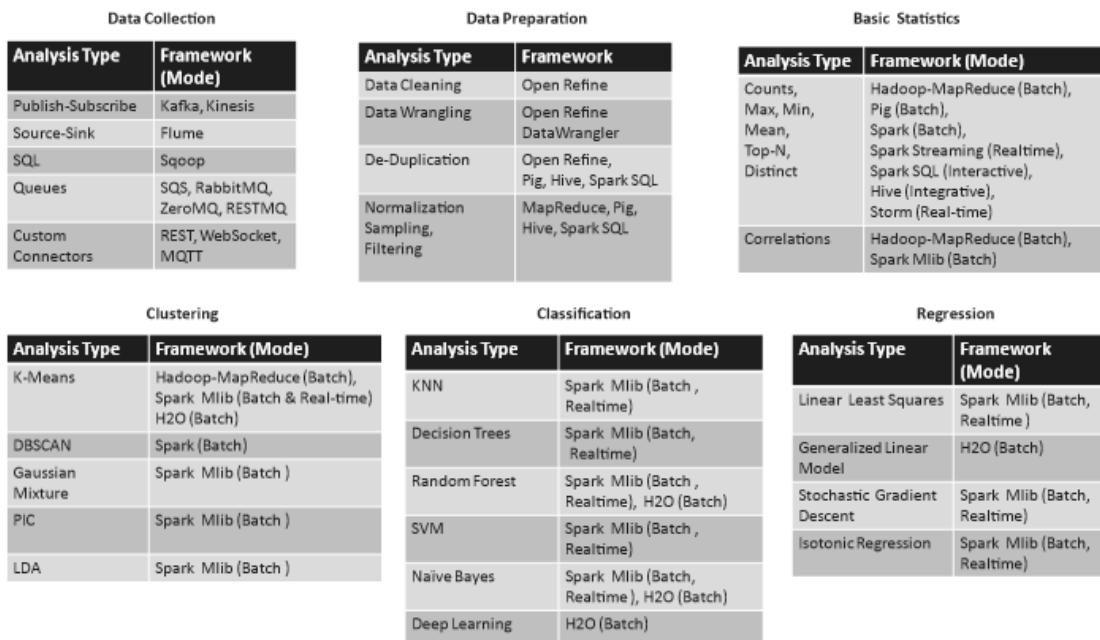 Data Collection
Analysis Type Framework
(Mode)
Publish-Subscribe Kafka, Kinesis
Source-Sink Flume
SQL Sqoop
Queues SQS, RabbitMQ,
ZeroMQ, RESTMQ
Custom REST, WebSocket,
Connectors MQTT
Data Preparation
Analysis Type Framework
Data Cleaning Open Refine
Data Wrangling Open Refine
DataWrangler
De-Duplication Open Refine,
Pig, Hive, Spark SQL
Normalization MapReduce, Pig,
Sampling, Hive, Spark SQL
Filtering
Basic Statistics
Analysis Type Framework (Mode)
Counts, Hadoop-MapReduce (Batch),
Max, Min, Pig (Batch),
Mean, Spark (Batch),
Top-N, Spark Streaming (Realtime),
Distinct Spark SQL (Interactive),
Hive (Integrative),
Storm (Real-time)
Correlations Hadoop-MapReduce (Batch),
Spark Mlib (Batch)
Clustering
Analysis Type Framework (Mode)
K-Means Hadoop-MapReduce (Batch),
Spark Mlib (Batch & Real-time)
H2O (Batch)
DBSCAN Spark (Batch)
Gaussian Spark Mlib (Batch )
Mixture
PIC Spark Mlib (Batch )
LDA Spark Mlib (Batch )
Classification
Analysis Type Framework (Mode)
KNN Spark Mlib (Batch ,
Realtime)
Decision Trees Spark Mlib (Batch,
Realtime)
Random Forest Spark Mlib (Batch ,
Realtime), H2O (Batch)
SVM Spark Mlib (Batch ,
Realtime)
Naïve Bayes Spark Mlib (Batch,
Realtime ), H2O (Batch)
Deep Learning H2O (Batch)
Regression
Analysis Type Framework
(Mode)
Linear Least Squares Spark Mlib (Batch,
Realtime )
Generalized Linear H2O (Batch)
Model
Stochastic Gradient Spark Mlib (Batch,
Descent Realtime)
Isotonic Regression Spark Mlib (Batch,
Realtime)